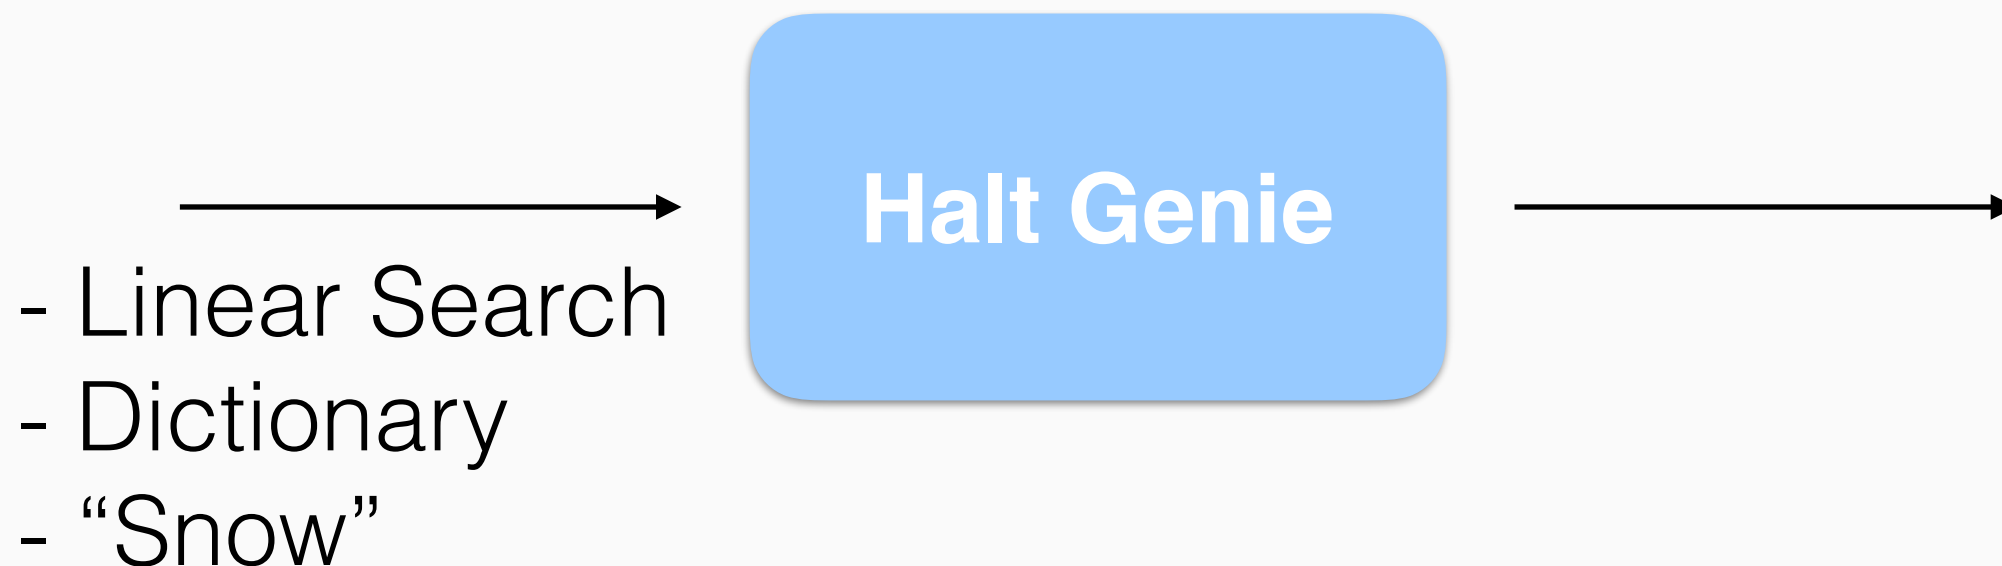 Halt Genie
- Linear Search
- Dictionary
- “Snow”